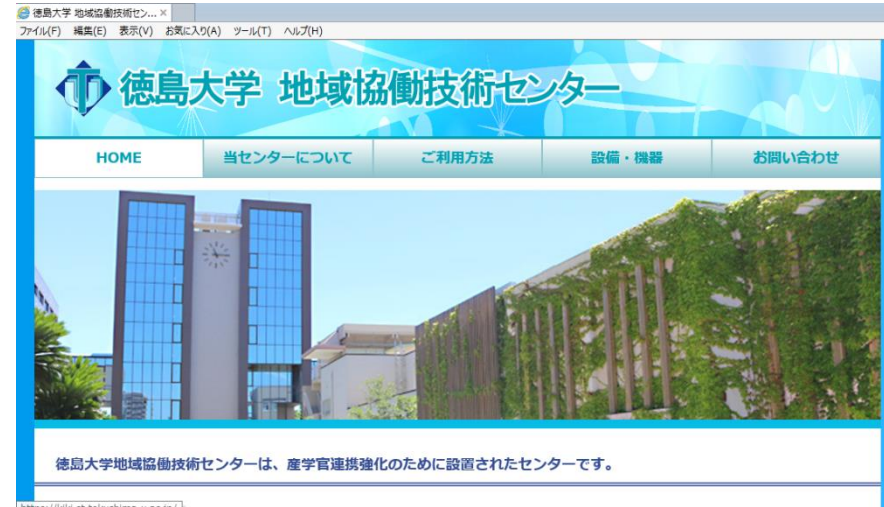 徳島大学 地域協働技術セン... ×
ファイル(F) 編集(E) 表示(V) お気に入り(A) ツール(T) ヘルプ(H)
徳島大学 地域協働技術センター
HOME 当センターについて ご利用方法 設備・機器 お問い合わせ
徳島大学地域協働技術センターは、産学官連携強化のために設置されたセンターです。